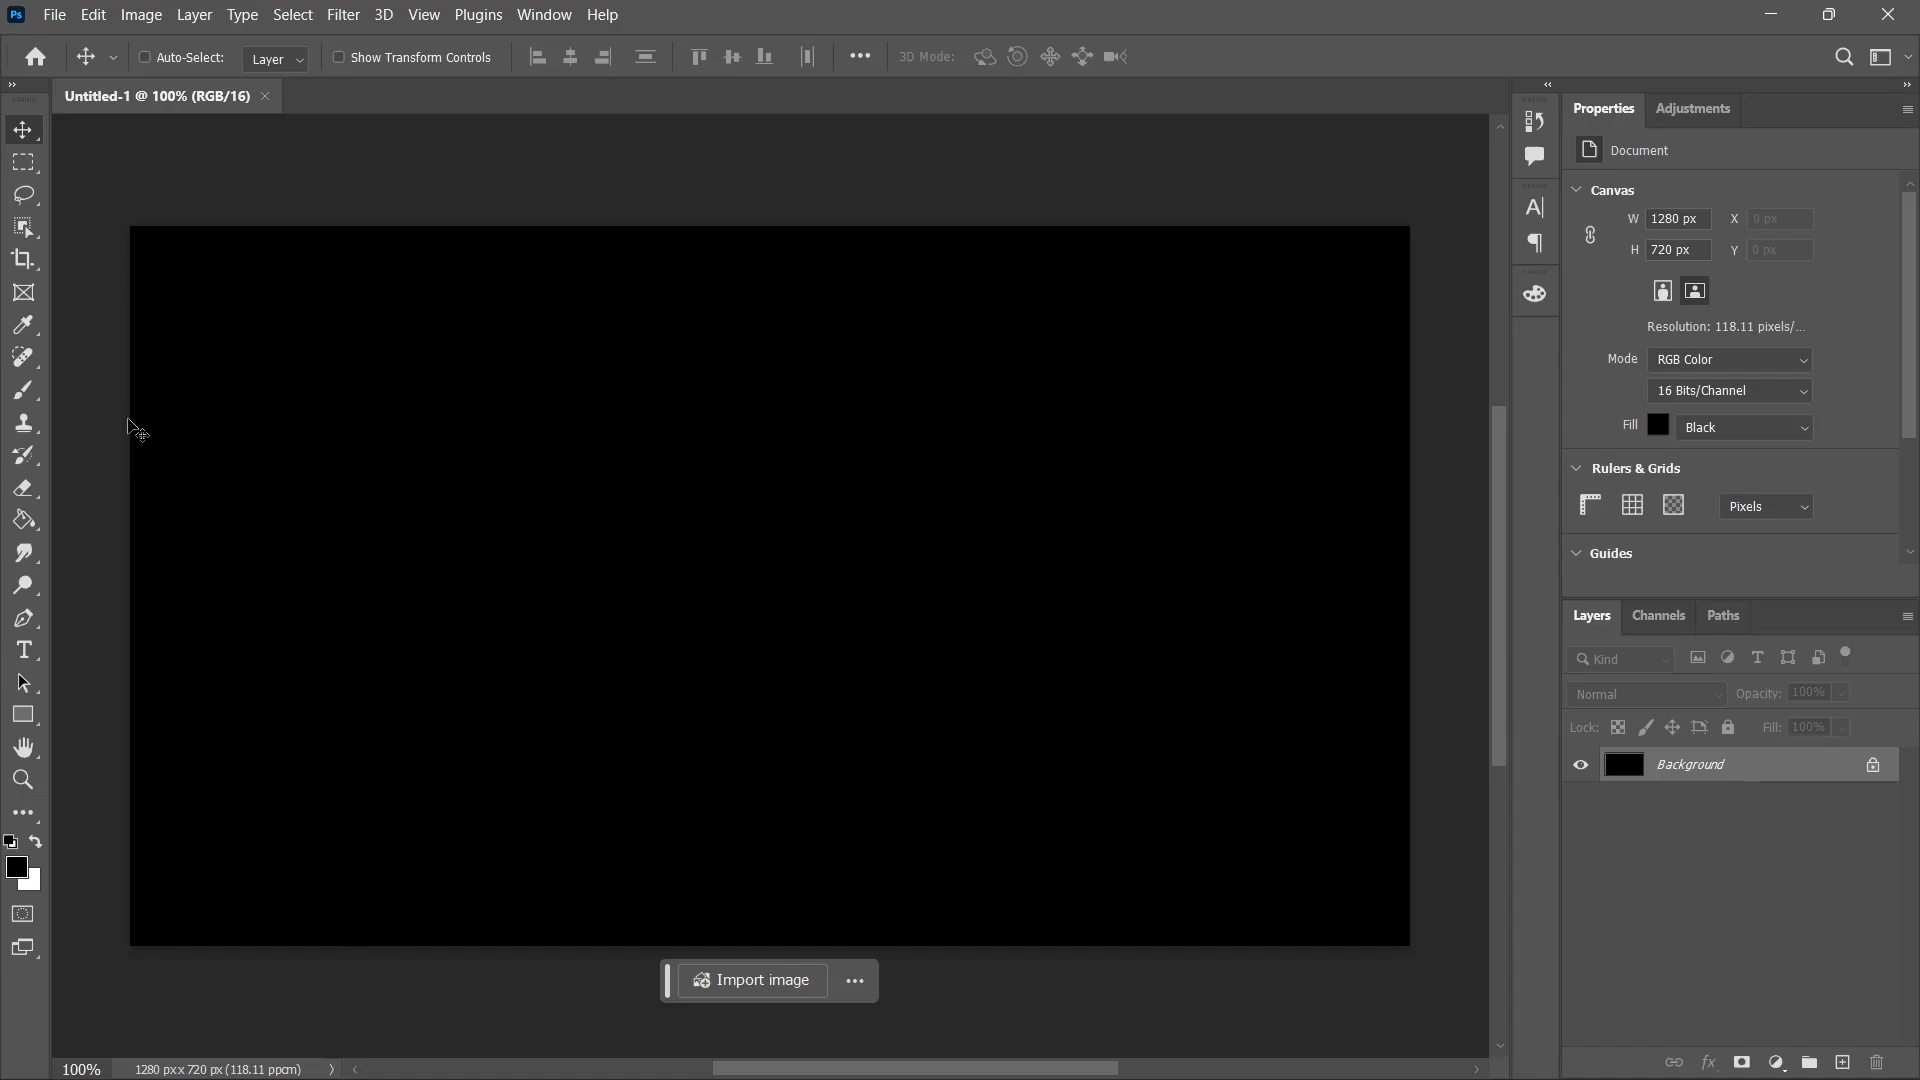 Ps File Edit Image Layer Type Select Filter 3D View Plugins Window Help
Auto-Select: Layer Show Transform Controls 3D Mode:
Untitled-1 @ 100% (RGB/16)
Properties Adjustments
Document
Canvas
W 1280 px X 0 px
H 720 px Y 0 px
Resolution: 118.11 pixels/...
Mode RGB Color
16 Bits/Channel
Fill Black
Rulers & Grids
Pixels
Guides
Layers Channels Paths
Kind
Normal Opacity: 100%
Lock: Fill: 100%
Background
Import image
100% 1280 px x 720 px (118.11 ppcm)